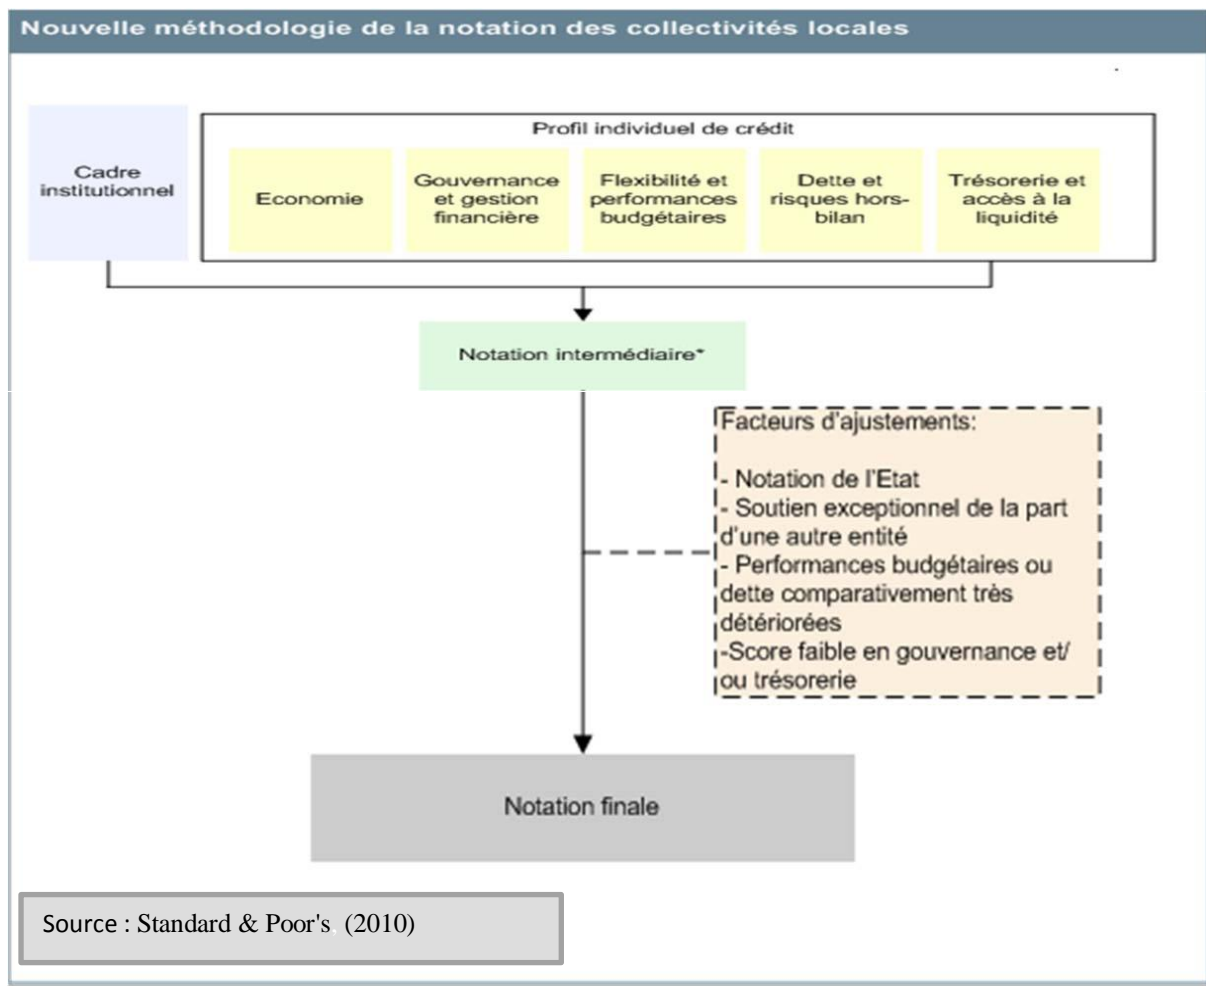 Nouvelle méthodologie de la notation des collectivités locales
Cadre
institutionnel
Profil individuel de crédit
Economie
Gouvernance
et gestion
financière
Flexibilité et
performances
budgétaires
Dette et
risques hors-
bilan
Trésorerie et
accès à la
liquidité
Notation intermédiaire*
Facteurs d'ajustements:
- Notation de l'Etat
- Soutien exceptionnel de la part
d'une autre entité
- Performances budgétaires ou
dette comparativement très
détériorées
-Score faible en gouvernance et/
ou trésorerie
Notation finale
Source : Standard & Poor's, (2010)